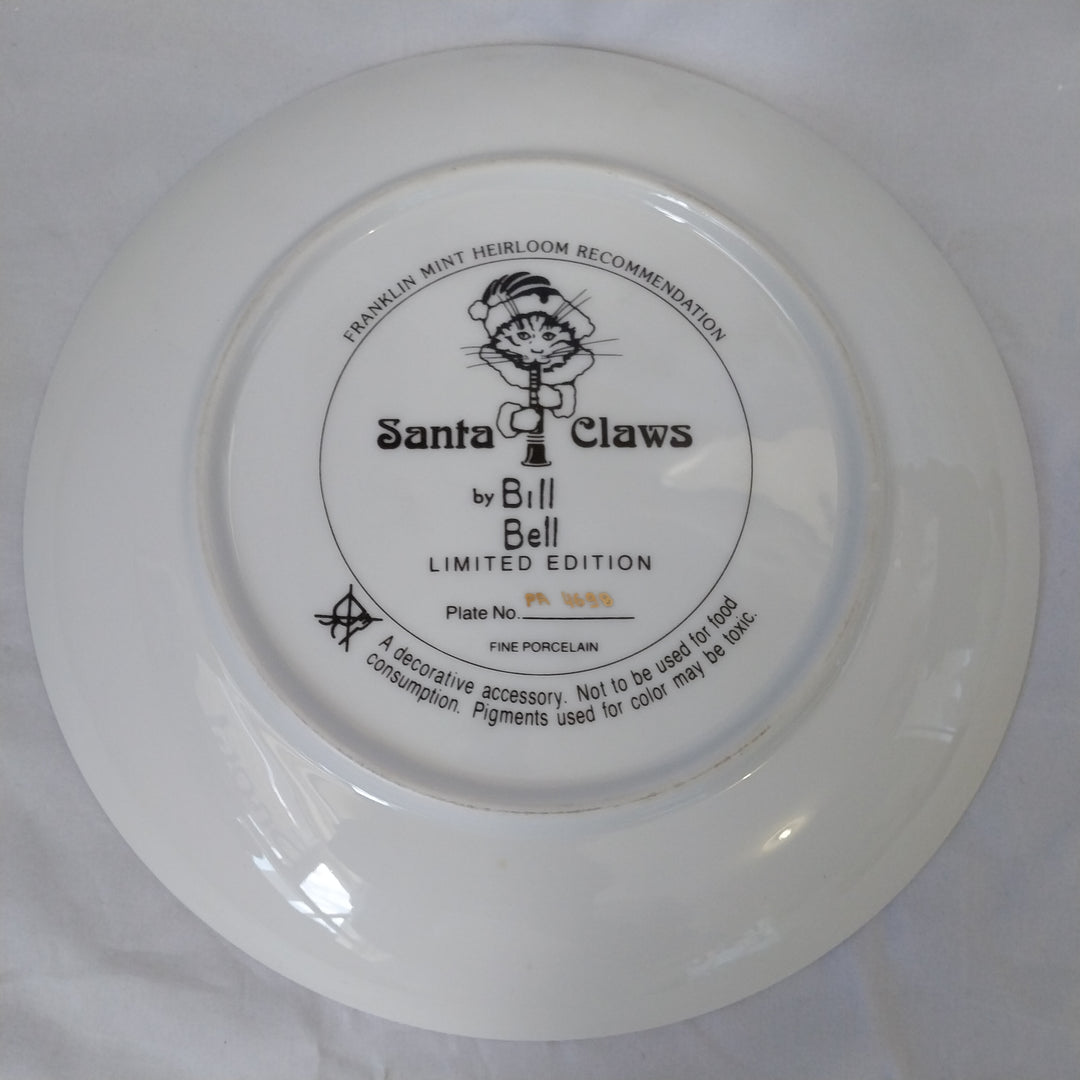 FRANKLIN MINT HEIRLOOM RECOMMENDATION
Santa Claws
by Bill
Bell
LIMITED EDITION
Plate No. PA
FINE PORCELAIN
A decorative accessory. Not to be used for food
consumption. Pigments used for color may be toxic.